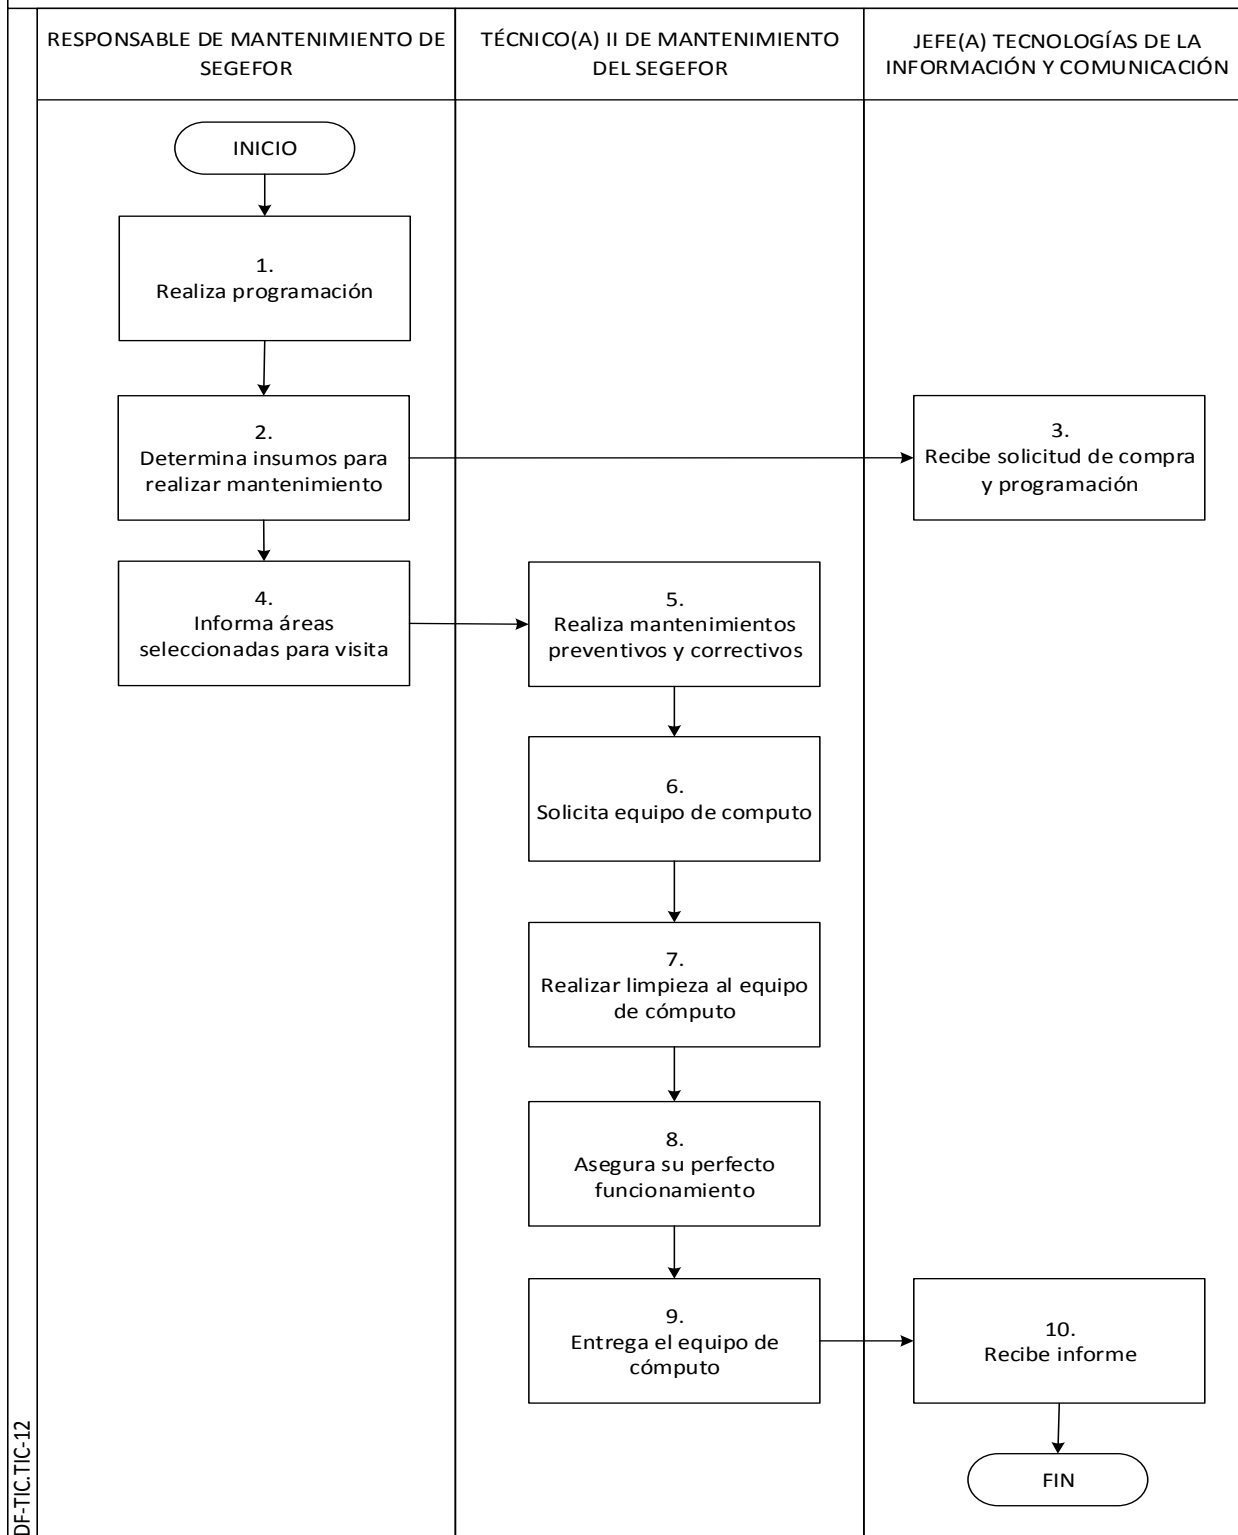 RESPONSABLE DE MANTENIMIENTO DE
SEGEFOR
TÉCNICO(A) II DE MANTENIMIENTO
DEL SEGEFOR
JEFE(A) TECNOLOGÍAS DE LA
INFORMACIÓN Y COMUNICACIÓN
INICIO
1.
Realiza programación
2.
Determina insumos para
realizar mantenimiento
3.
Recibe solicitud de compra
y programación
4.
Informa áreas
seleccionadas para visita
5.
Realiza mantenimientos
preventivos y correctivos
6.
Solicita equipo de computo
7.
Realizar limpieza al equipo
de cómputo
8.
Asegura su perfecto
funcionamiento
9.
Entrega el equipo de
cómputo
10.
Recibe informe
FIN
DF-TIC.TIC-12